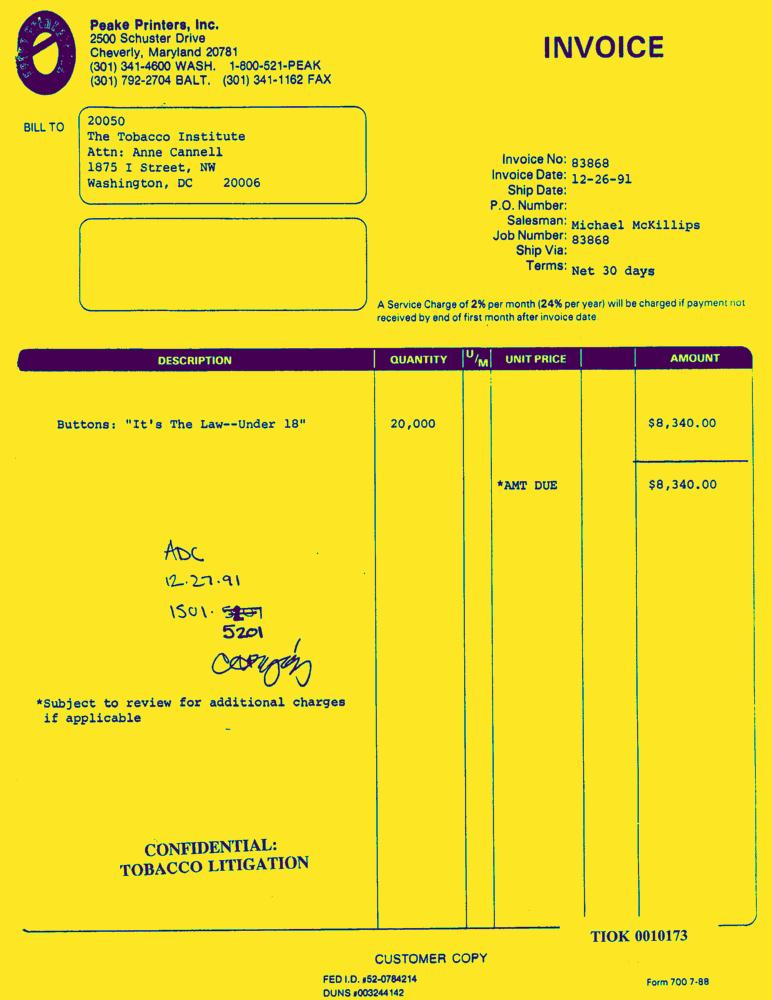 Peake Printers, Inc.
2500 Schuster Drive
Cheverly, Maryland 20781
(301) 341-4600 WASH. 1-800-521-PEAK
(301) 792-2704 BALT. (301) 341-1162 FAX
INVOICE
BILL TO
20050
The Tobacco Institute
Attn: Anne Cannell
1875 I Street, NW
Washington, DC 20006
Invoice No: 83868
Invoice Date: 12-26-91
Ship Date:
P.O. Number:
Salesman: Michael McKillips
Job Number: 83868
Ship Via:
Terms: Net 30 days
A Service Charge of 2% per month (24% per year) will be charged if payment not
received by end of first month after invoice date
DESCRIPTION QUANTITY U/M UNIT PRICE AMOUNT
Buttons: "It's The Law--Under 18" 20,000 $8,340.00
*AMT DUE $8,340.00
ADC
12.27.91
1501.
5201
*Subject to review for additional charges
if applicable
CONFIDENTIAL:
TOBACCO LITIGATION
TIOK 0010173
CUSTOMER COPY
FED I.D. #52-0784214
DUNS #003244142
Form 700 7-88